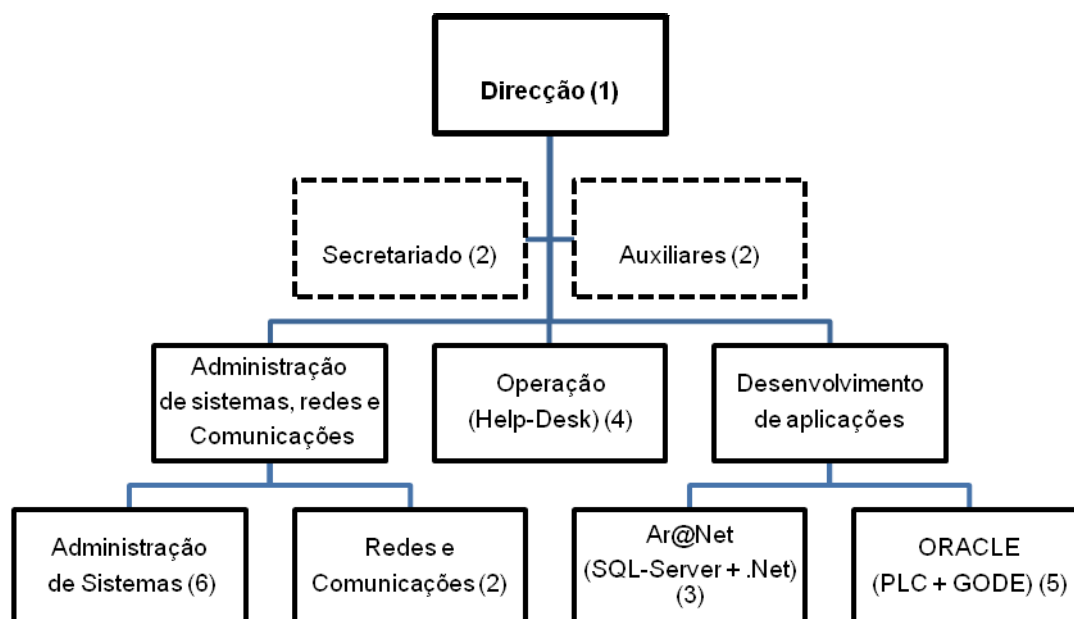 Direcção (1)
Secretariado (2)
Auxiliares (2)
Administração
de sistemas, redes e
Comunicações
Operação
(Help-Desk) (4)
Desenvolvimento
de aplicações
Administração
de Sistemas (6)
Redes e
Comunicações (2)
Ar@Net
(SQL-Server + .Net)
(3)
ORACLE
(PLC + GODE) (5)